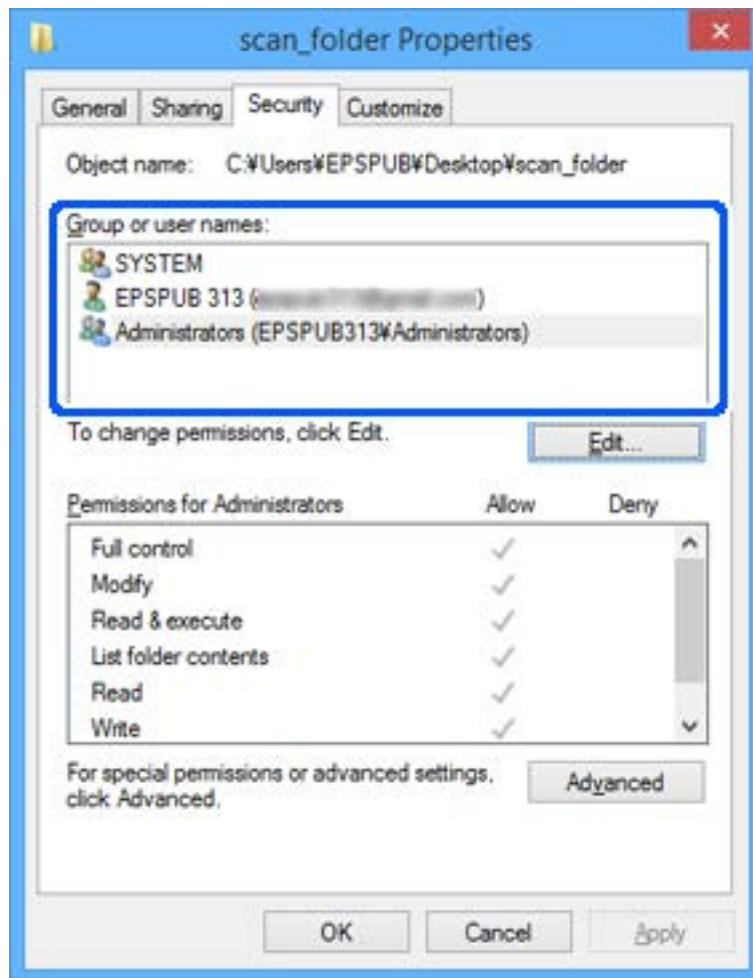 scan_folder Properties
General Sharing Security Customize
Object name: C:¥Users¥EPSPUB¥Desktop¥scan_folder
Group or user names:
SYSTEM
EPSPUB 313 ( )
Administrators (EPSPUB313¥Administrators)
To change permissions, click Edit.
Edit...
Permissions for Administrators Allow Deny
Full control
Modify
Read & execute
List folder contents
Read
Write
For special permissions or advanced settings,
click Advanced.
Advanced
OK Cancel Apply